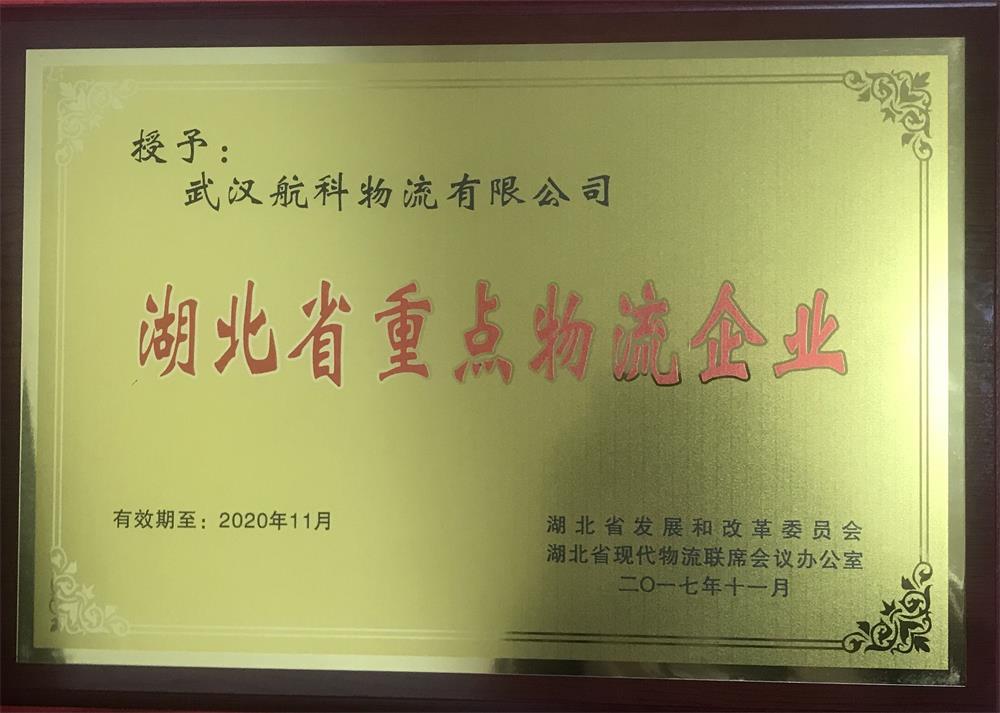 授予：
武汉航科物流有限公司
湖北省重点物流企业
有效期至：2020年11月
湖北省发展和改革委员会
湖北省现代物流联席会议办公室
二〇一七年十一月